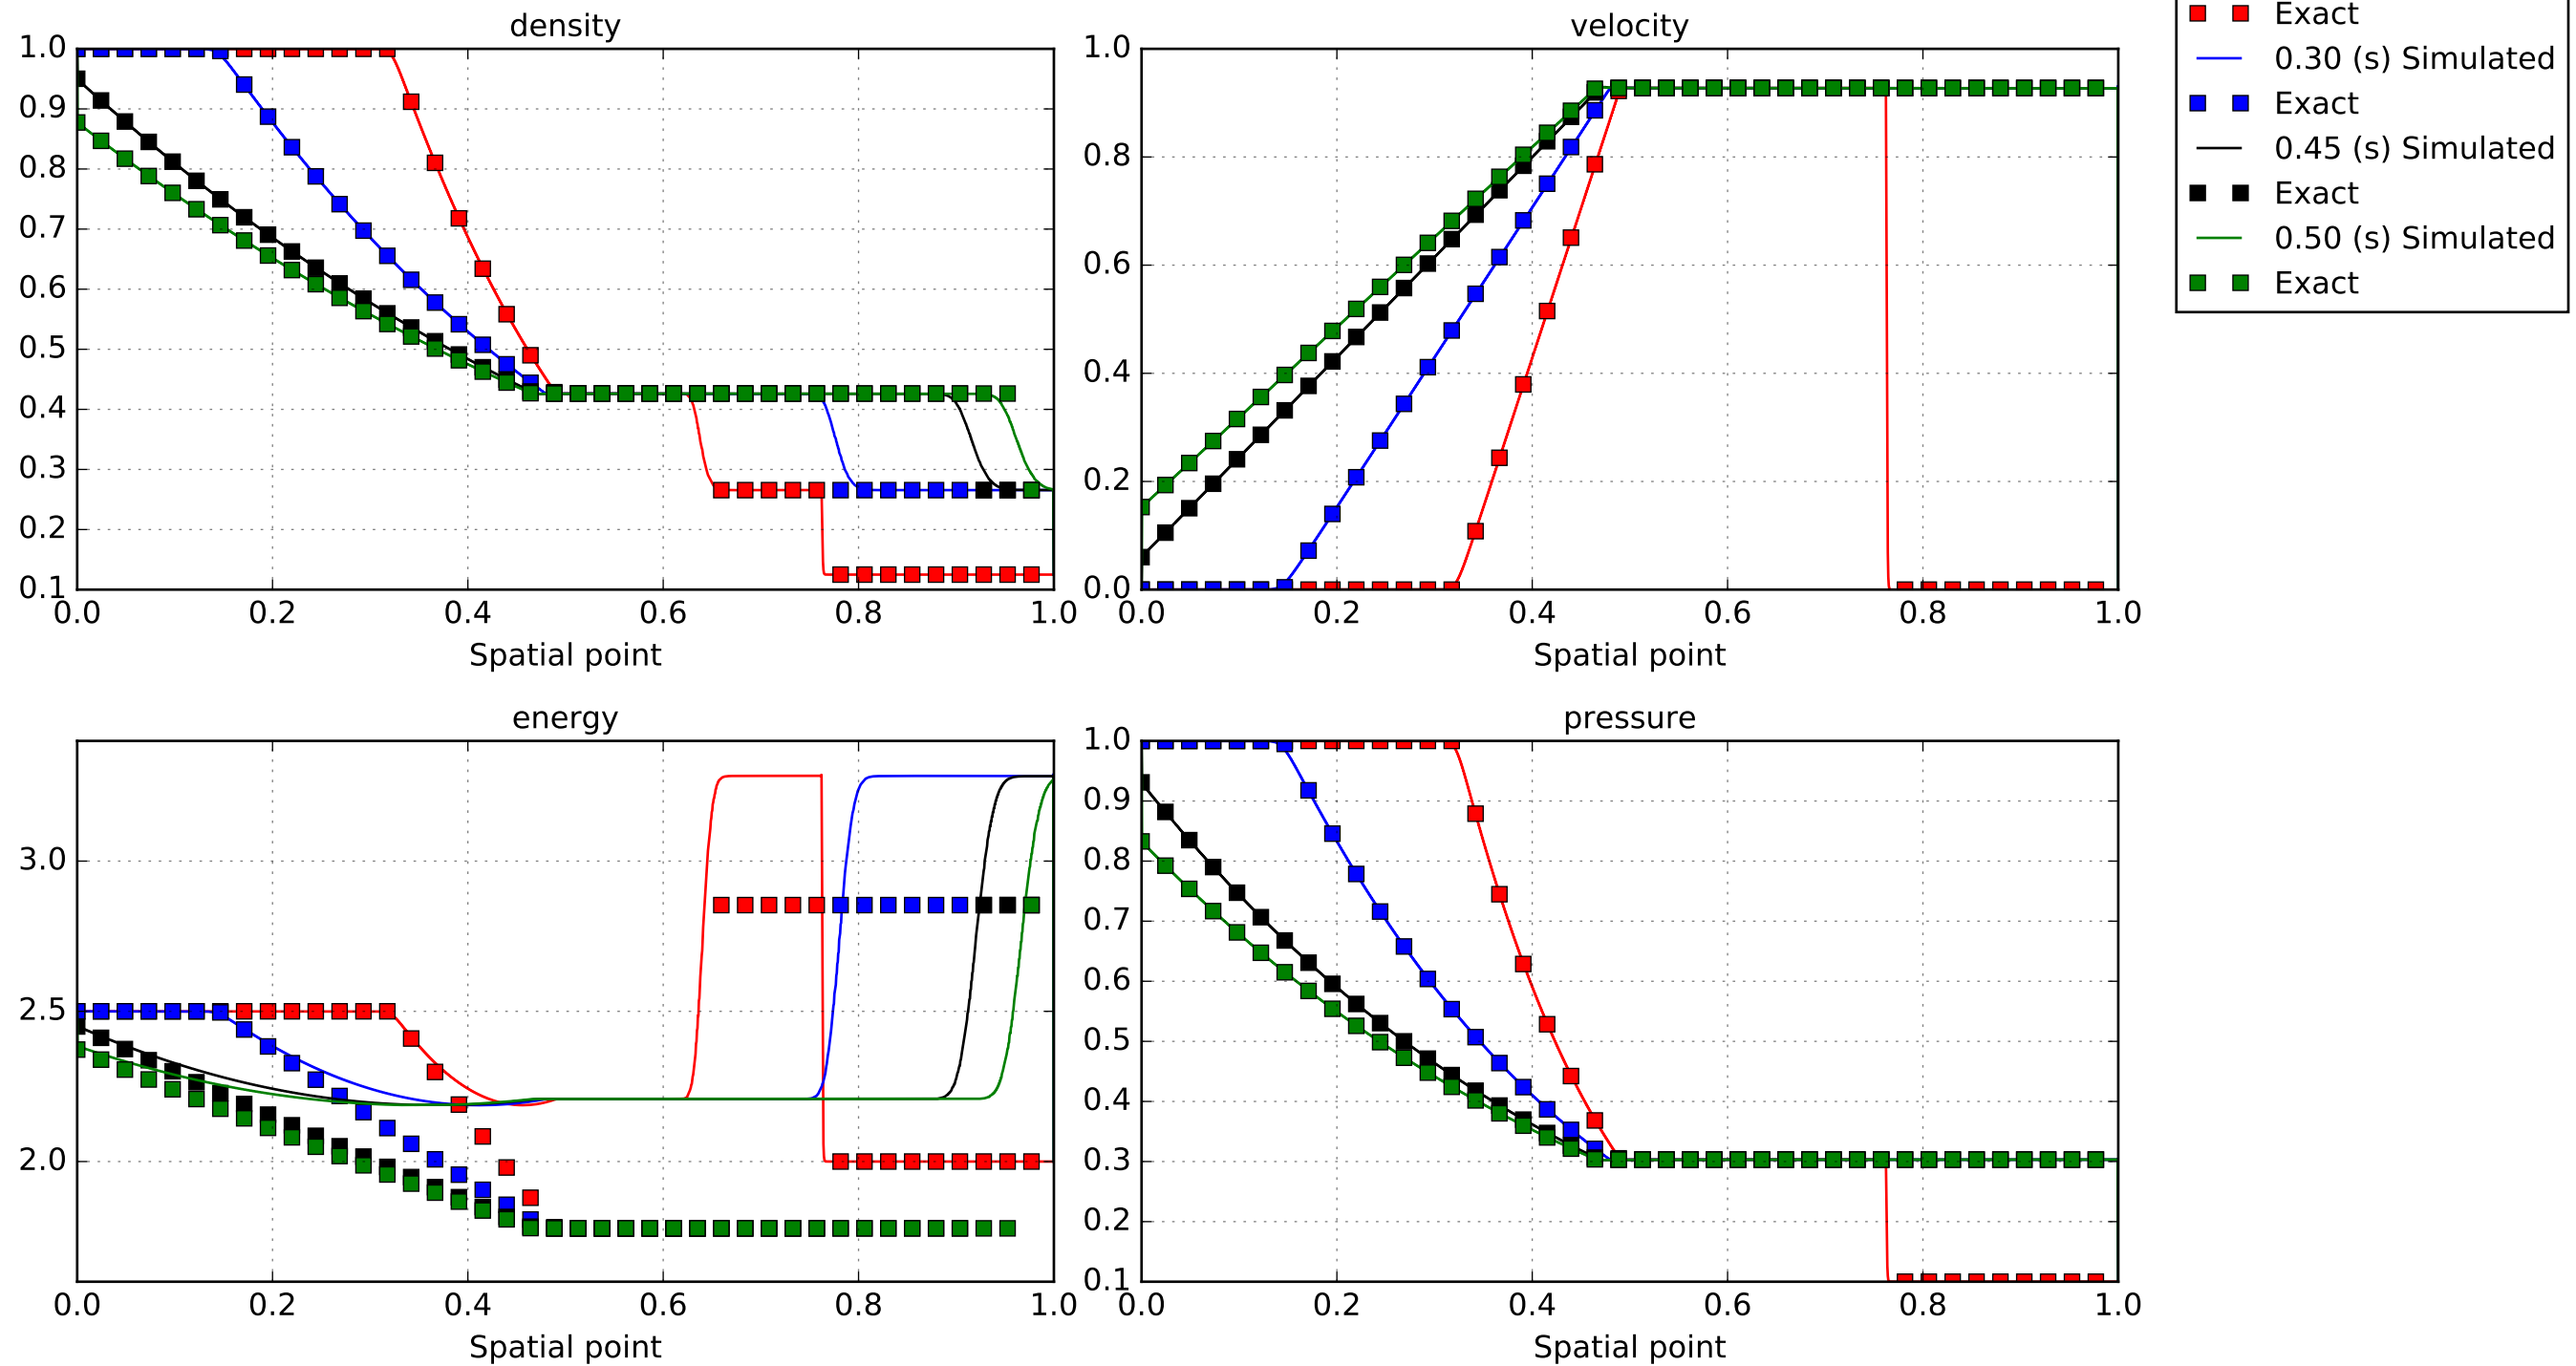 density
1.0
0.9
0.8
0.7
0.6
0.5
0.4
0.3
0.2
0.1
0.0 0.2 0.4 0.6 0.8 1.0
Spatial point
velocity
1.0
0.8
0.6
0.4
0.2
0.0
0.0 0.2 0.4 0.6 0.8 1.0
Spatial point
Exact
0.30 (s) Simulated
Exact
0.45 (s) Simulated
Exact
0.50 (s) Simulated
Exact
energy
3.0
2.5
2.0
0.0 0.2 0.4 0.6 0.8 1.0
Spatial point
pressure
1.0
0.9
0.8
0.7
0.6
0.5
0.4
0.3
0.2
0.1
0.0 0.2 0.4 0.6 0.8 1.0
Spatial point